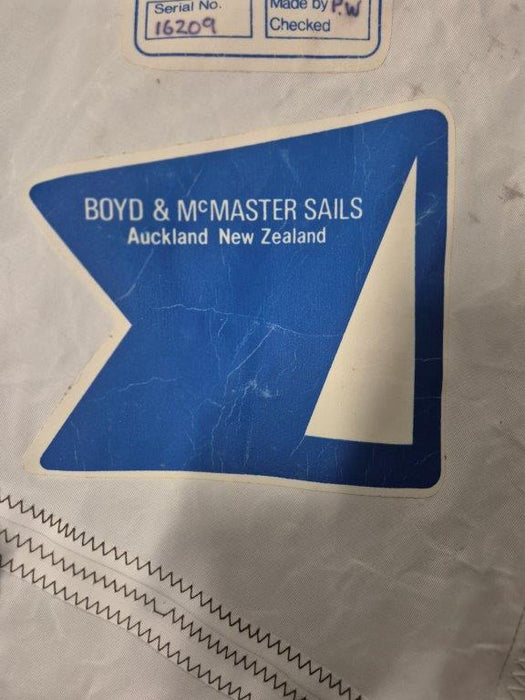 Serial No.
16209
Made by P.W
Checked
BOYD & McMASTER SAILS
Auckland New Zealand